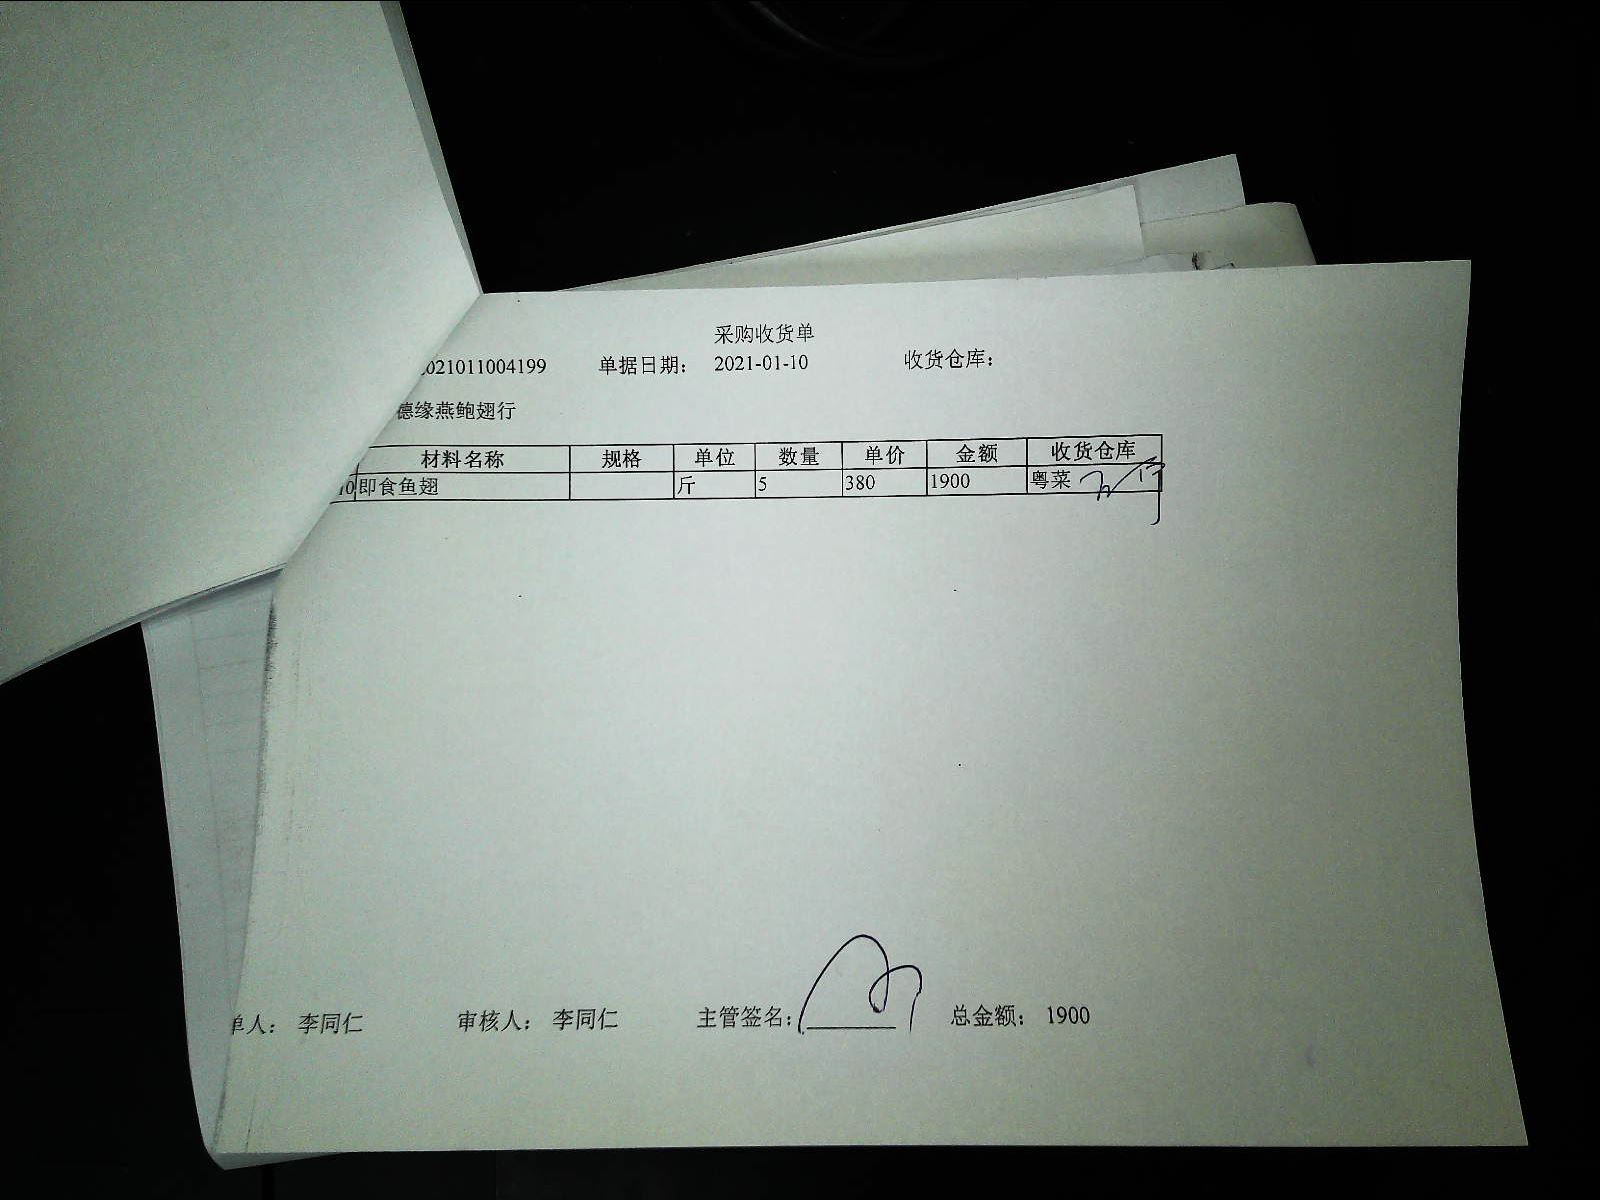 采购收货单
021011004199 单据日期： 2021-01-10 收货仓库：
德缘燕鲍翅行
材料名称 规格 单位 数量 单价 金额 收货仓库
10 即食鱼翅 斤 5 380 1900 粤菜
单人： 李同仁 审核人： 李同仁 主管签名： 总金额： 1900